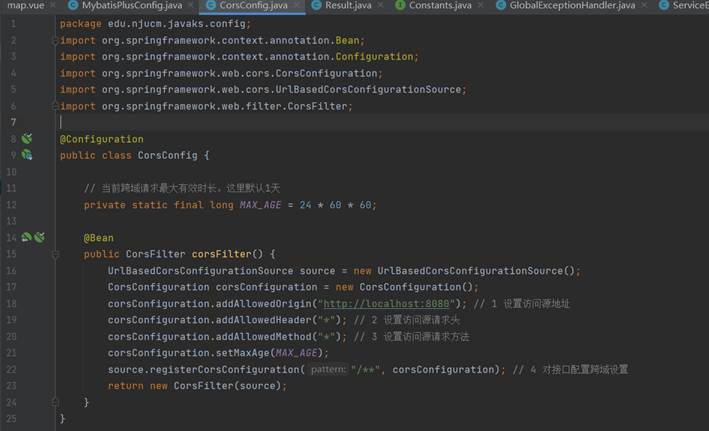 map.vue MybatisPlusConfig.java CorsConfig.java Result.java Constants.java GlobalExceptionHandler.java
1 package edu.njucm.javaks.config;
2 import org.springframework.context.annotation.Bean;
3 import org.springframework.context.annotation.Configuration;
4 import org.springframework.web.cors.CorsConfiguration;
5 import org.springframework.web.cors.UrlBasedCorsConfigurationSource;
6 import org.springframework.web.filter.CorsFilter;
7
8 @Configuration
9 public class CorsConfig {
10
11 // 当前跨域请求最大有效时长。这里默认1天
12 private static final long MAX_AGE = 24 * 60 * 60;
13
14 @Bean
15 public CorsFilter corsFilter() {
16 UrlBasedCorsConfigurationSource source = new UrlBasedCorsConfigurationSource();
17 CorsConfiguration corsConfiguration = new CorsConfiguration();
18 corsConfiguration.addAllowedOrigin("http://localhost:8080"); // 1 设置访问源地址
19 corsConfiguration.addAllowedHeader("*"); // 2 设置访问源请求头
20 corsConfiguration.addAllowedMethod("*"); // 3 设置访问源请求方法
21 corsConfiguration.setMaxAge(MAX_AGE);
22 source.registerCorsConfiguration( pattern: "/**", corsConfiguration); // 4 对接口配置跨域设置
23 return new CorsFilter(source);
24 }
25 }